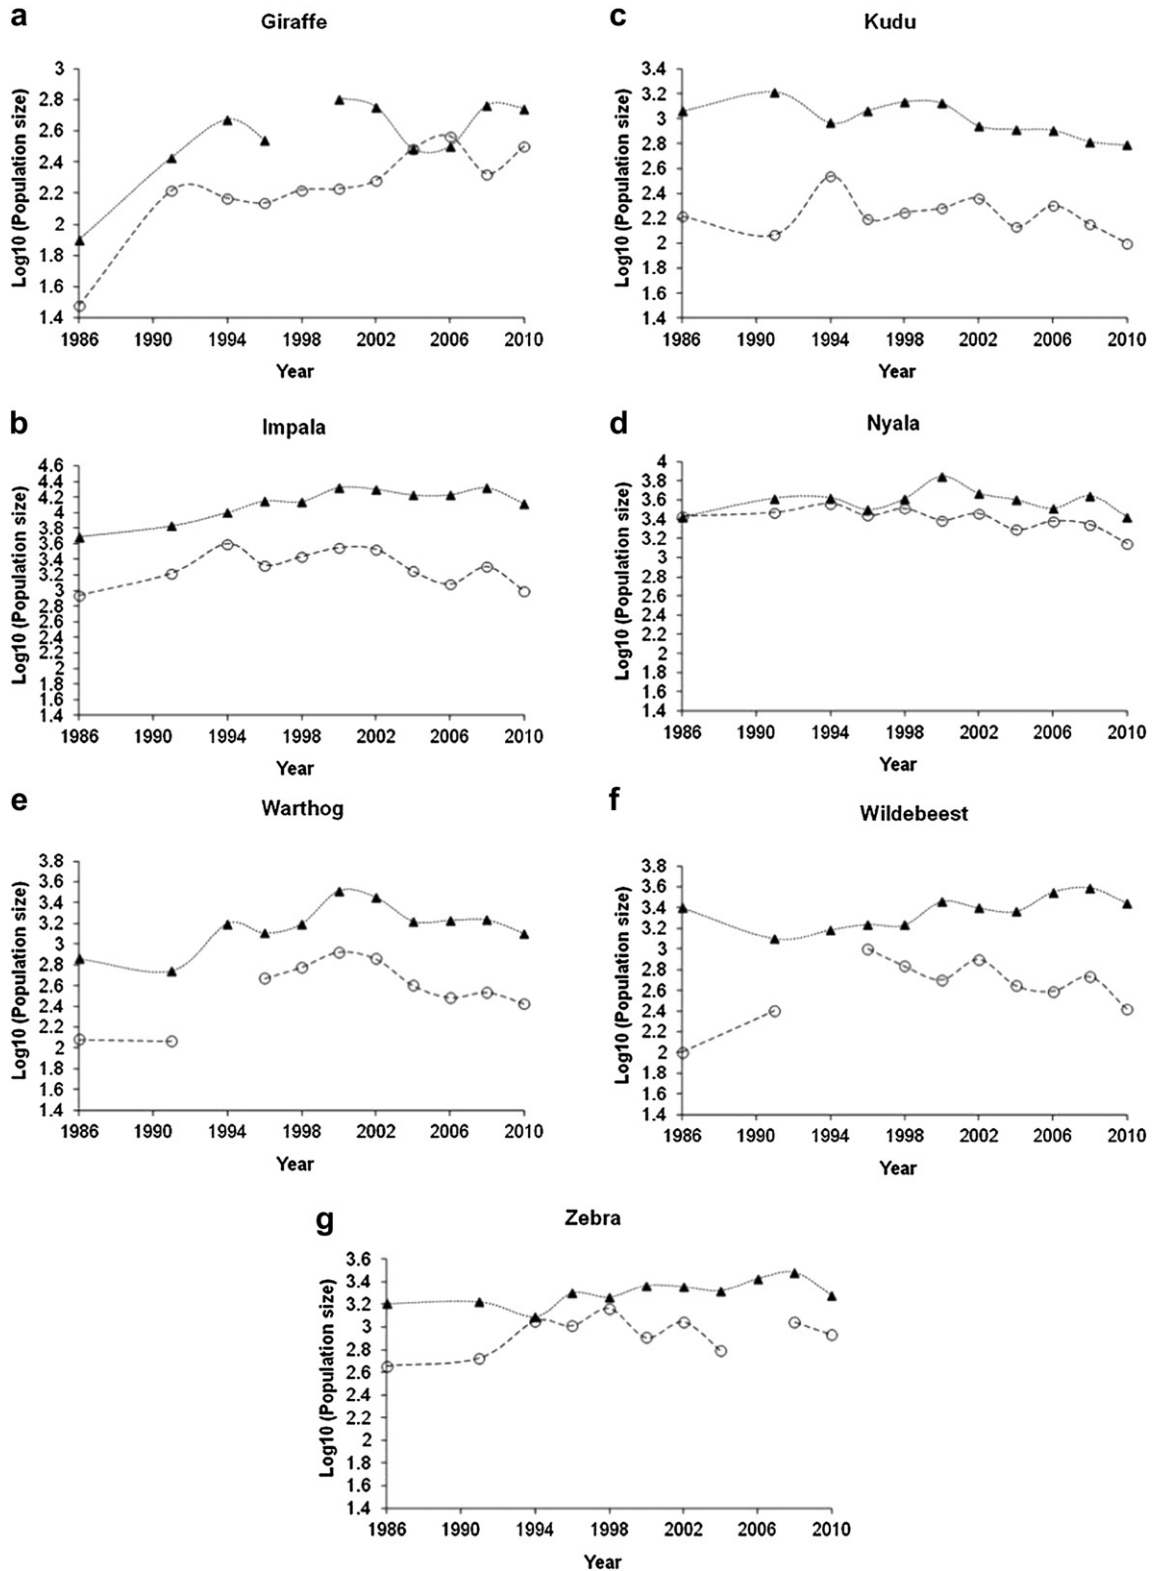 a
Giraffe
Log10 (Population size)
3
2.8
2.6
2.4
2.2
2
1.8
1.6
1.4
1986 1990 1994 1998 2002 2006 2010
Year
c
Kudu
Log10 (Population size)
3.4
3.2
3
2.8
2.6
2.4
2.2
2
1.8
1.6
1.4
1986 1990 1994 1998 2002 2006 2010
Year
b
Impala
Log10 (Population size)
4.6
4.4
4.2
4
3.8
3.6
3.4
3.2
3
2.8
2.6
2.4
2.2
2
1.8
1.6
1.4
1986 1990 1994 1998 2002 2006 2010
Year
d
Nyala
Log10 (Population size)
4
3.8
3.6
3.4
3.2
3
2.8
2.6
2.4
2.2
2
1.8
1.6
1.4
1986 1990 1994 1998 2002 2006 2010
Year
e
Warthog
Log10 (Population size)
3.8
3.6
3.4
3.2
3
2.8
2.6
2.4
2.2
2
1.8
1.6
1.4
1986 1990 1994 1998 2002 2006 2010
Year
f
Wildebeest
Log10 (Population size)
3.8
3.6
3.4
3.2
3
2.8
2.6
2.4
2.2
2
1.8
1.6
1.4
1986 1990 1994 1998 2002 2006 2010
Year
g
Zebra
Log10 (Population size)
3.6
3.4
3.2
3
2.8
2.6
2.4
2.2
2
1.8
1.6
1.4
1986 1990 1994 1998 2002 2006 2010
Year